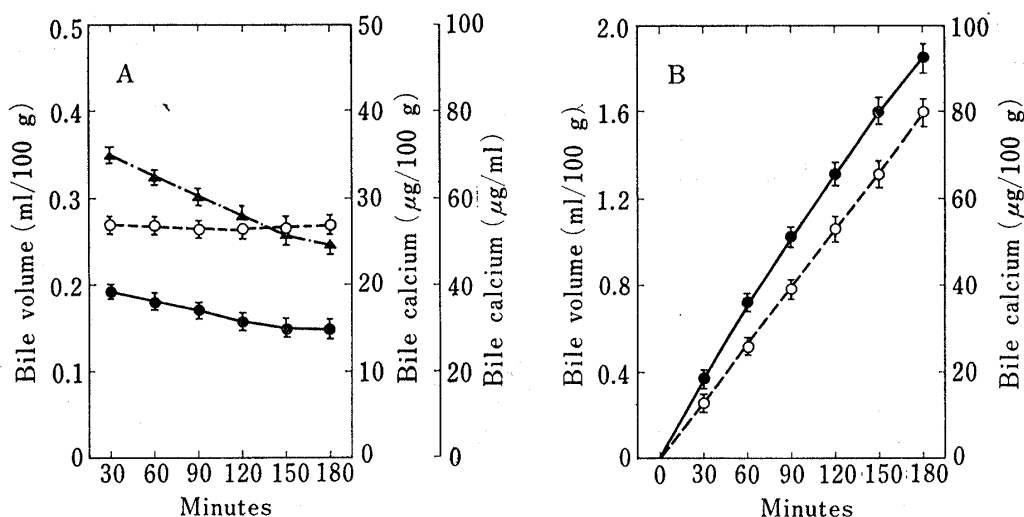 A
0.5
0.4
0.3
0.2
0.1
0
Bile volume (ml/100 g)
50
40
30
20
10
0
Bile calcium (μg/100 g)
100
80
60
40
20
0
Bile calcium (μg/ml)
30 60 90 120 150 180
Minutes
B
2.0
1.6
1.2
0.8
0.4
0
Bile volume (ml/100 g)
100
80
60
40
20
0
Bile calcium (μg/100 g)
0 30 60 90 120 150 180
Minutes